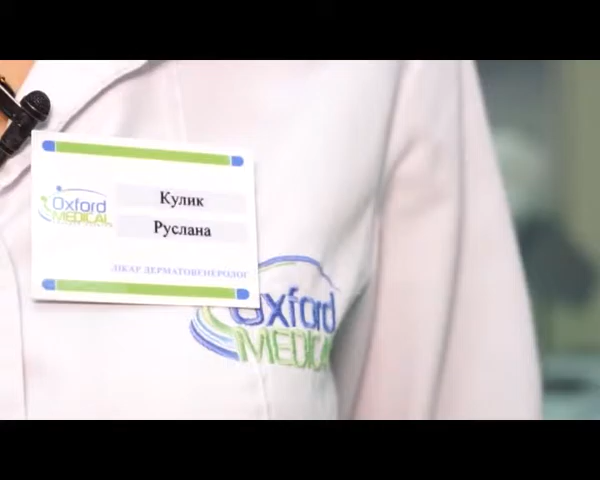 Oxford
MEDICAL
Кулик
Руслана
ЛІКАР ДЕРМАТОВЕНЕРОЛОГ
Oxford
MEDICAL